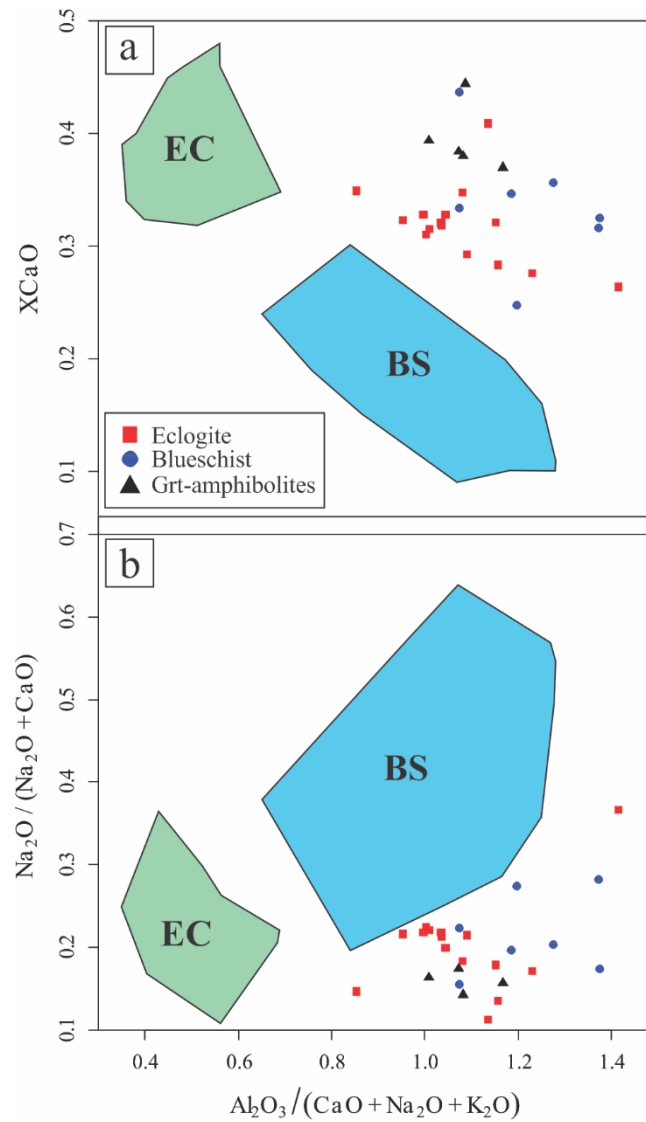 a
0.5
0.4
0.3
0.2
0.1
XCaO
EC
BS
Eclogite
Blueschist
Grt-amphibolites
b
0.7
0.6
0.5
0.4
0.3
0.2
0.1
Na₂O / (Na₂O + CaO)
BS
EC
0.4 0.6 0.8 1.0 1.2 1.4
Al₂O₃ / (CaO + Na₂O + K₂O)